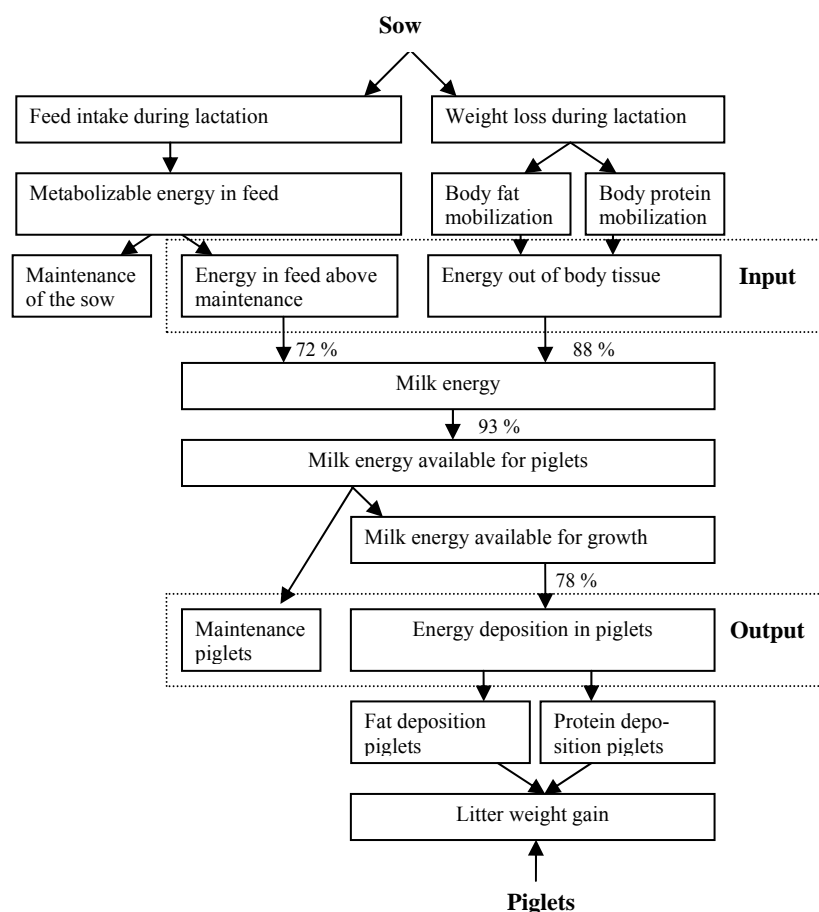 Sow
Feed intake during lactation
Weight loss during lactation
Metabolizable energy in feed
Body fat
mobilization
Body protein
mobilization
Maintenance
of the sow
Energy in feed above
maintenance
Energy out of body tissue
Input
72 %
88 %
Milk energy
93 %
Milk energy available for piglets
Milk energy available for growth
78 %
Maintenance
piglets
Energy deposition in piglets
Output
Fat deposition
piglets
Protein depo-
sition piglets
Litter weight gain
Piglets